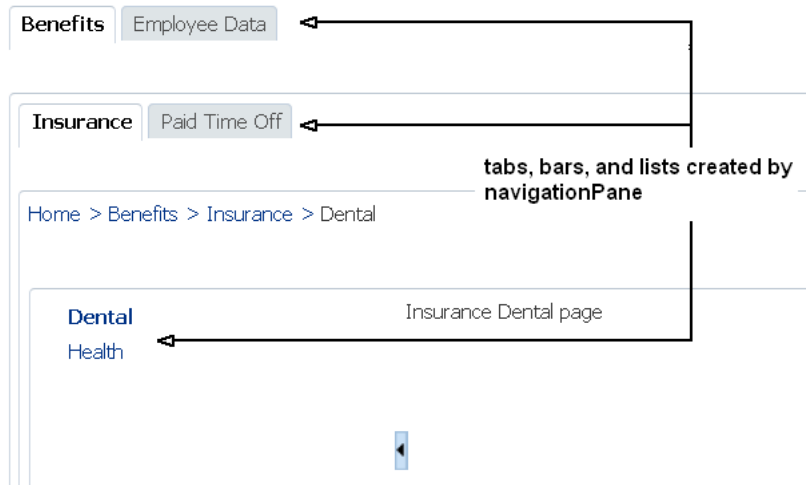 Benefits Employee Data
Insurance Paid Time Off
tabs, bars, and lists created by
navigationPane
Home > Benefits > Insurance > Dental
Dental Insurance Dental page
Health